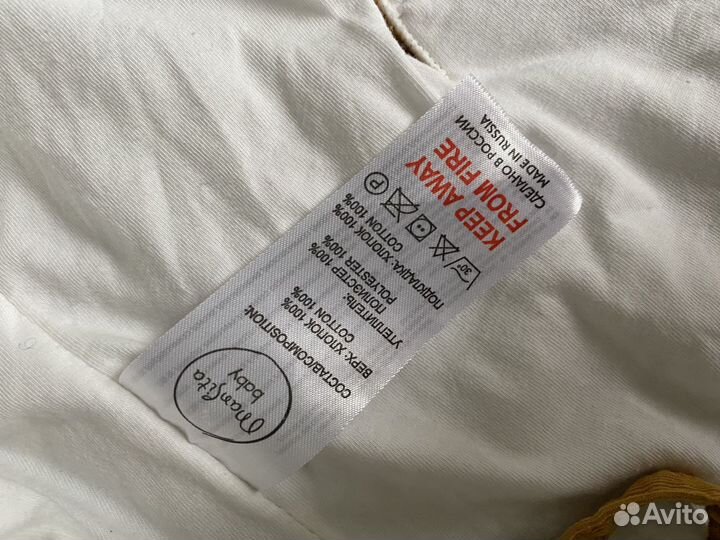 Marlita
baby
СОСТАВ/COMPOSITION:
ВЕРХ: ХЛОПОК 100%
COTTON 100%
УТЕПЛИТЕЛЬ:
ПОЛИЭСТЕР 100%
POLYESTER 100%
ПОДКЛАДКА: ХЛОПОК 100%
COTTON 100%
30°
P
KEEP AWAY
FROM FIRE
СДЕЛАНО В РОССИИ
MADE IN RUSSIA
Avito